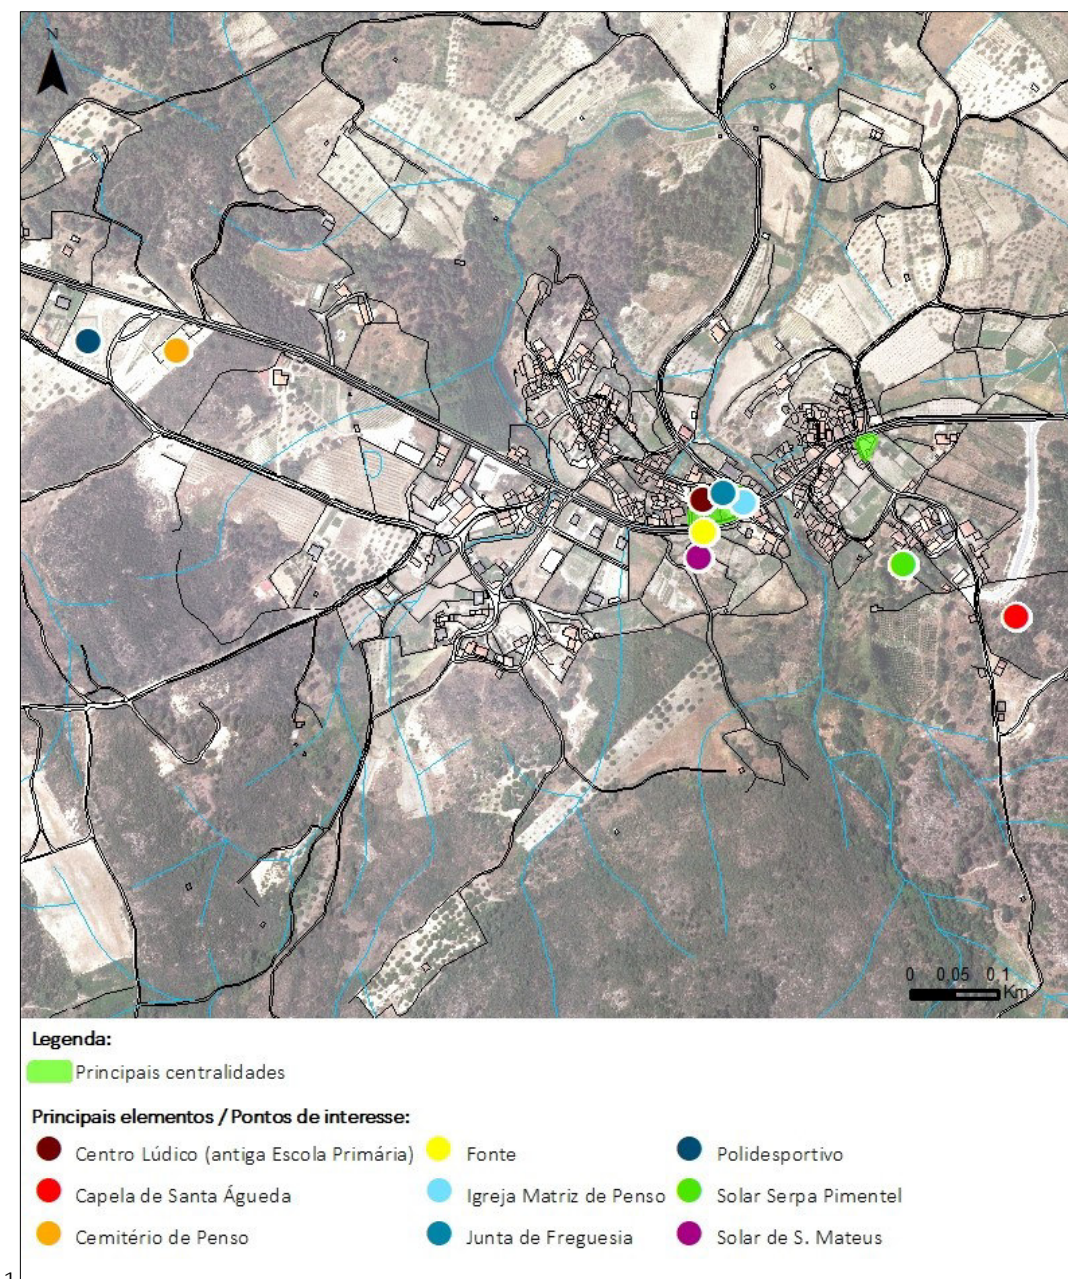 N
0 0,05 0,1
Km
Legenda:
Principais centralidades
Principais elementos / Pontos de interesse:
Centro Lúdico (antiga Escola Primária) Fonte Polidesportivo
Capela de Santa Águeda Igreja Matriz de Penso Solar Serpa Pimentel
Cemitério de Penso Junta de Freguesia Solar de S. Mateus
1